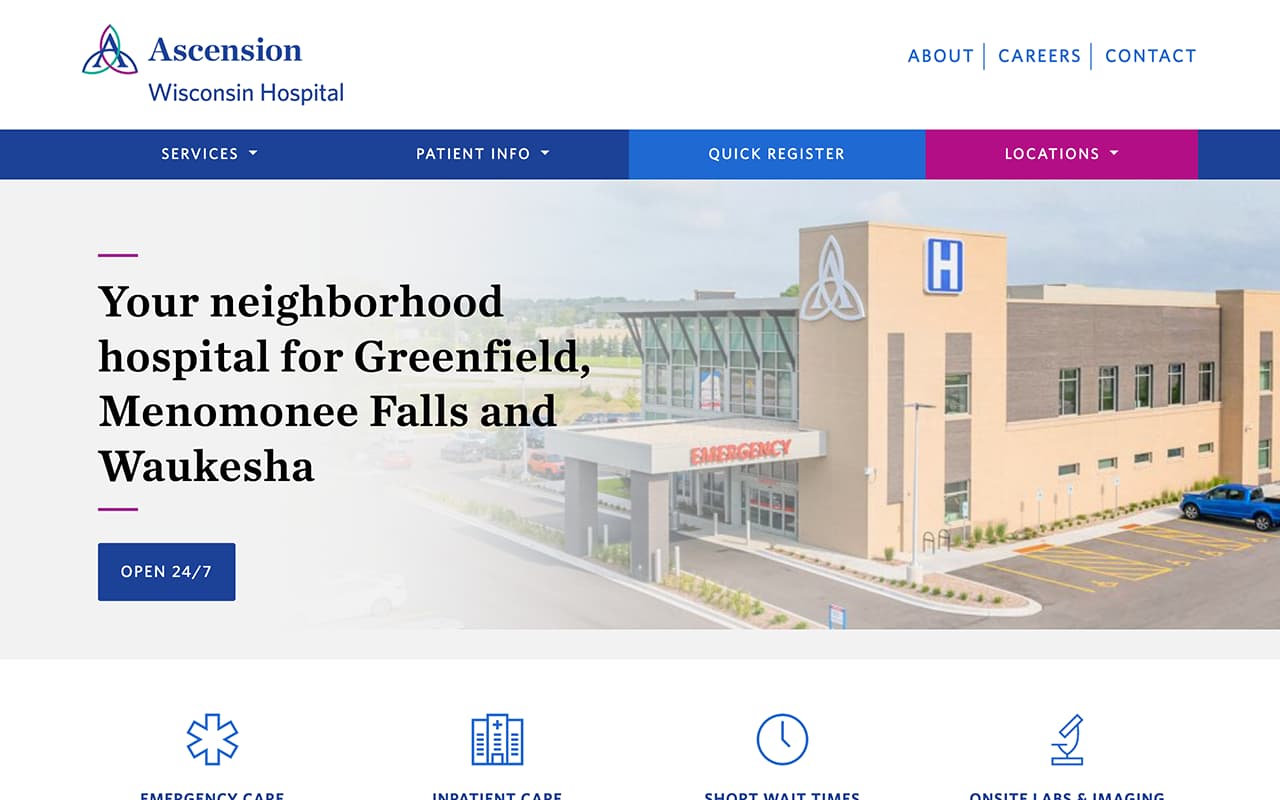 Ascension
Wisconsin Hospital
ABOUT
CAREERS
CONTACT
SERVICES
PATIENT INFO
QUICK REGISTER
LOCATIONS
H
EMERGENCY
Your neighborhood
hospital for Greenfield,
Menomonee Falls and
Waukesha
OPEN 24/7
EMERGENCY CARE
INPATIENT CARE
SHORT WAIT TIMES
ONSITE LABS & IMAGING